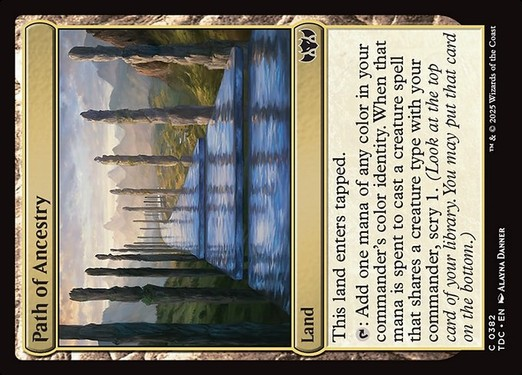 Path of Ancestry
Land
This land enters tapped.
: Add one mana of any color in your
commander's color identity. When that
mana is spent to cast a creature spell
that shares a creature type with your
commander, scry 1. (Look at the top
card of your library. You may put that card
on the bottom.)
C 0382
TDC • EN ALAYNA DANNER
™ & © 2025 Wizards of the Coast